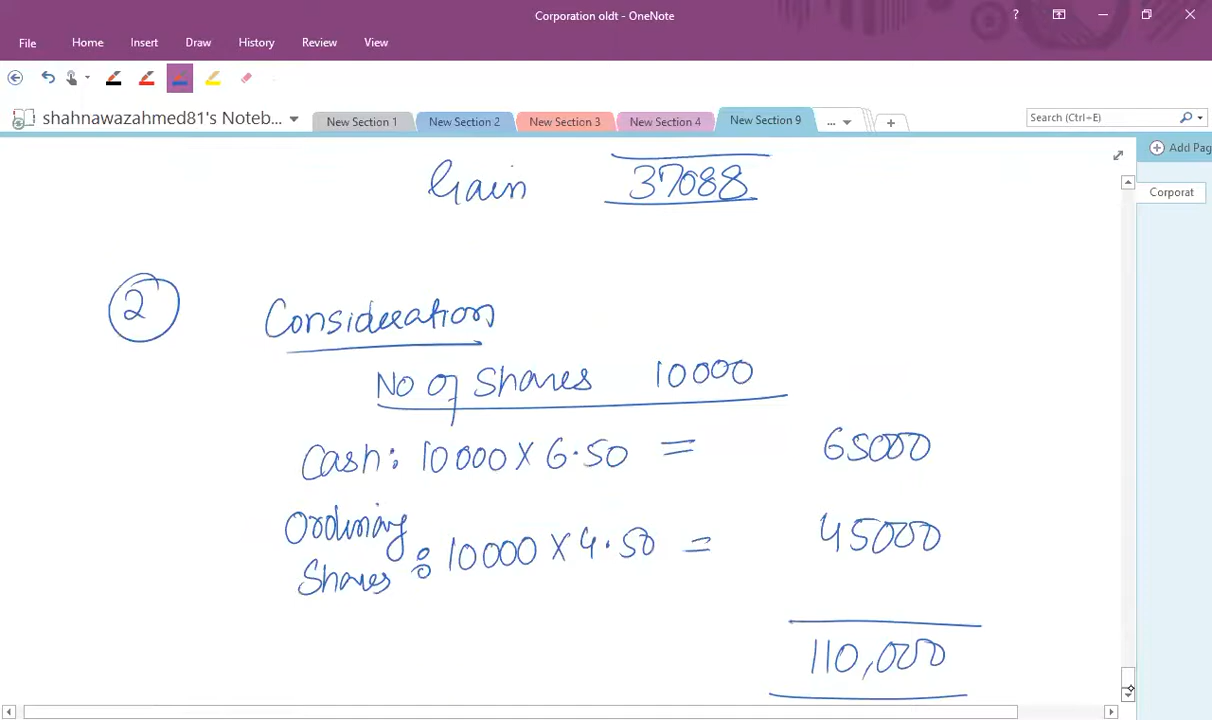 Corporation oldt - OneNote
?
File Home Insert Draw History Review View
shahnawazahmed81's Noteb...
New Section 1
New Section 2
New Section 3
New Section 4
New Section 9
...
+
Search (Ctrl+E)
Add Pag
Corporat
Gain 37088
2 Consideration
No of Shares 10000
Cash: 10000 X 6.50 = 65000
Ordinary
Shares : 10000 X 4.50 = 45000
110,000